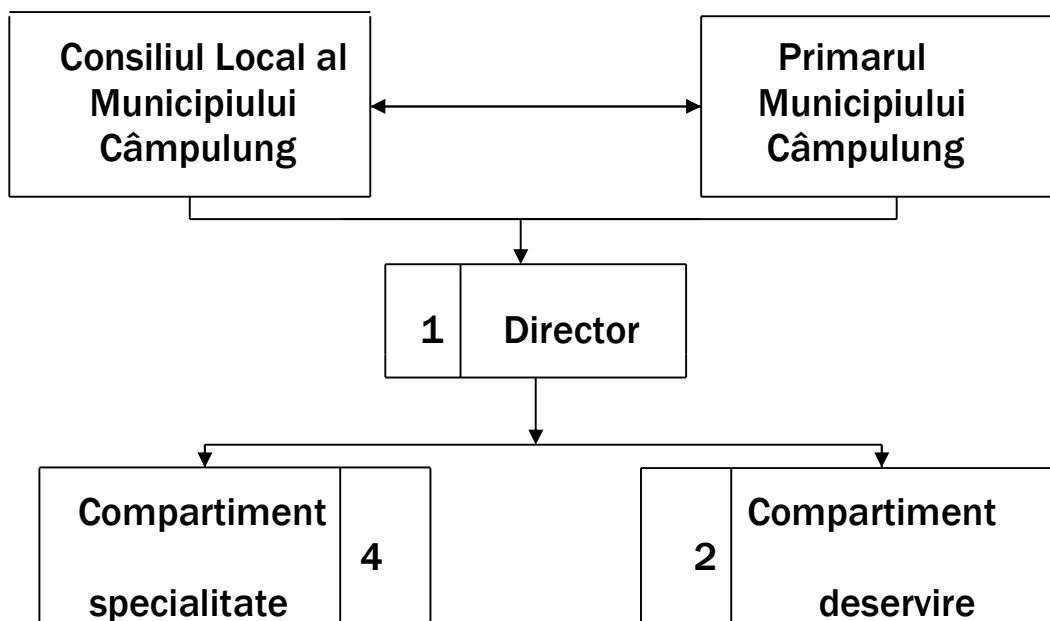 Consiliul Local al
Municipiului
Câmpulung
Primarul
Municipiului
Câmpulung
1
Director
Compartiment
specialitate
4
2
Compartiment
deservire